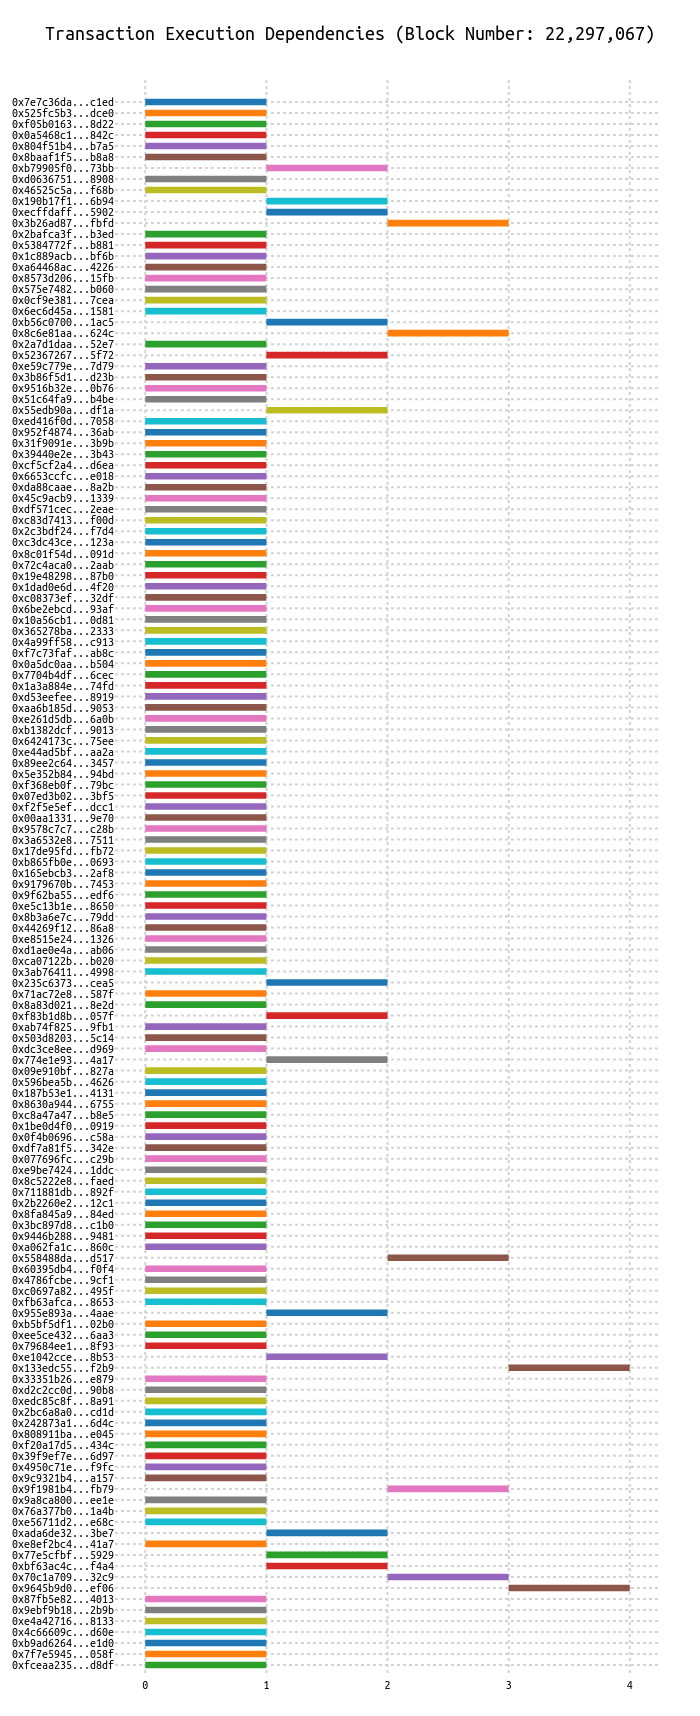 Transaction Execution Dependencies (Block Number: 22,297,067)
0x7e7c36da...c1ed
0x525fc5b3...dce0
0xf05b0163...8d22
0x0a5468c1...842c
0x804f51b4...b7a5
0x8baaf1f5...b8a8
0xb79905f0...73bb
0xd0636751...8908
0x46525c5a...f68b
0x190b17f1...6b94
0xecffdaff...5902
0x3b26ad87...fbfd
0x2bafca3f...b3ed
0x5384772f...b881
0x1c889acb...bf6b
0xa64468ac...4226
0x8573d206...15fb
0x575e7482...b060
0x0cf9e381...7cea
0x6ec6d45a...1581
0xb56c0700...1ac5
0x8c6e81aa...624c
0x2a7d1daa...52e7
0x52367267...5f72
0xe59c779e...7d79
0x3b86f5d1...d23b
0x9516b32e...0b76
0x51c64fa9...b4be
0x55edb90a...df1a
0xed416f0d...7058
0x952f4874...36ab
0x31f9091e...3b9b
0x39440e2e...3b43
0xcf5cf2a4...d6ea
0x6653ccfc...e018
0xda88caae...8a2b
0x45c9acb9...1339
0xdf571cec...2eae
0xc83d7413...f00d
0x2c3bdf24...f7d4
0xc3dc43ce...123a
0x8c01f54d...091d
0x72c4aca0...2aab
0x19e48298...87b0
0x1dad0e6d...4f20
0xc08373ef...32df
0x6be2ebcd...93af
0x10a56cb1...0d81
0x365278ba...2333
0x4a99ff58...c913
0xf7c73faf...ab8c
0x0a5dc0aa...b504
0x7704b4df...6cec
0x1a3a884e...74fd
0xd53eefee...8919
0xaa6b185d...9053
0xe261d5db...6a0b
0xb1382dcf...9013
0x6424173c...75ee
0xe44ad5bf...aa2a
0x89ee2c64...3457
0x5e352b84...94bd
0xf368eb0f...79bc
0x07ed3b02...3bf5
0xf2f5e5ef...dcc1
0x00aa1331...9e70
0x9578c7c7...c28b
0x3a6532e8...7511
0x17de95fd...fb72
0xb865fb0e...0693
0x165ebcb3...2af8
0x9179670b...7453
0x9f62ba55...edf6
0xe5c13b1e...8650
0x8b3a6e7c...79dd
0x44269f12...86a8
0xe8515e24...1326
0xd1ae0e4a...ab06
0xca07122b...b020
0x3ab76411...4998
0x235c6373...cea5
0x71ac72e8...587f
0x8a83d021...8e2d
0xf83b1d8b...057f
0xab74f825...9fb1
0x503d8203...5c14
0xdc3ce8ee...d969
0x774e1e93...4a17
0x09e910bf...827a
0x596bea5b...4626
0x187b53e1...4131
0x8630a944...6755
0xc8a47a47...b8e5
0x1be0d4f0...0919
0x0f4b0696...c58a
0xdf7a81f5...342e
0x077696fc...c29b
0xe9be7424...1ddc
0x8c5222e8...faed
0x711881db...892f
0x2b2260e2...12c1
0x8fa845a9...84ed
0x3bc897d8...c1b0
0x9446b288...9481
0xa062fa1c...860c
0x558488da...d517
0x60395db4...f0f4
0x4786fcbe...9cf1
0xc0697a82...495f
0xfb63afca...8653
0x955e893a...4aae
0xb5bf5df1...02b0
0xee5ce432...6aa3
0x79684ee1...8f93
0xe1042cce...8b53
0x133edc55...f2b9
0x33351b26...e879
0xd2c2cc0d...90b8
0xedc85c8f...8a91
0x2bc6a8a0...cd1d
0x242873a1...6d4c
0x808911ba...e045
0xf20a17d5...434c
0x39f9ef7e...6d97
0x4950c71e...f9fc
0x9c9321b4...a157
0x9f1981b4...fb79
0x9a8ca800...ee1e
0x76a377b0...1a4b
0xe56711d2...e68c
0xada6de32...3be7
0xe8ef2bc4...41a7
0x77e5cfbf...5929
0xbf63ac4c...f4a4
0x70c1a709...32c9
0x9645b9d0...ef06
0x87fb5e82...4013
0x9ebf9b18...2b9b
0xe4a42716...8133
0x4c66609c...d60e
0xb9ad6264...e1d0
0x7f7e5945...058f
0xfceaa235...d8df
0 1 2 3 4